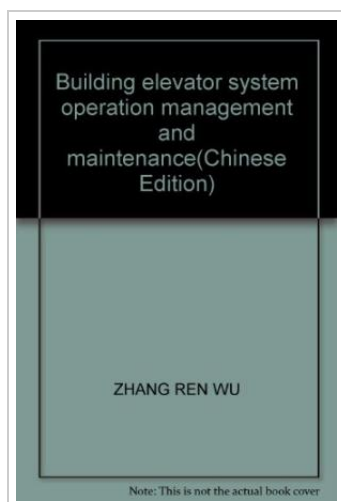 Building elevator system
operation management
and
maintenance(Chinese
Edition)
ZHANG REN WU
Note: This is not the actual book cover